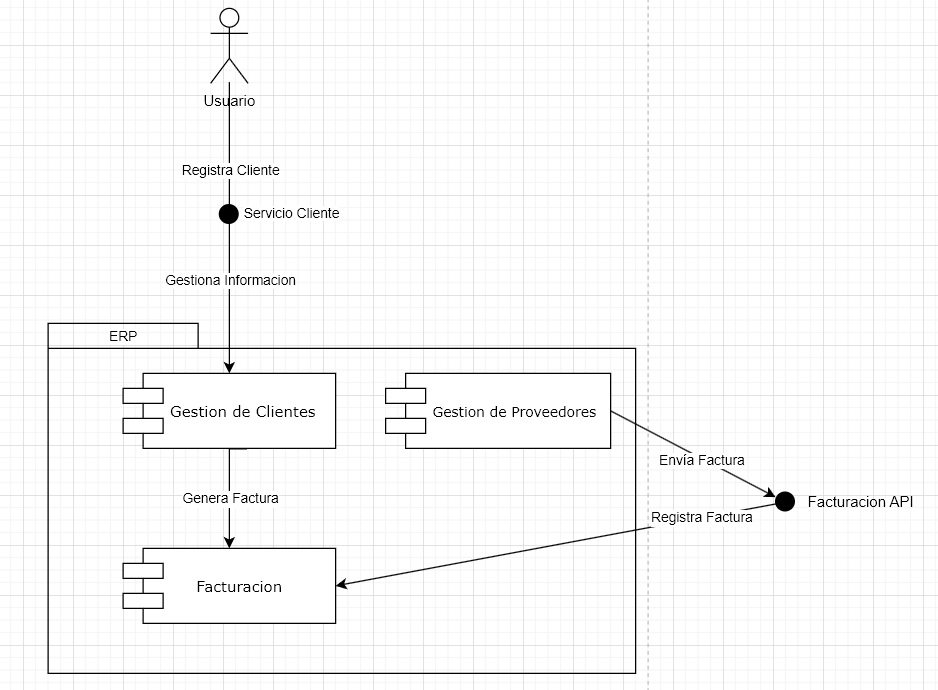 Usuario
Registra Cliente
Servicio Cliente
Gestiona Informacion
ERP
Gestion de Clientes
Gestion de Proveedores
Envía Factura
Genera Factura
Facturacion API
Registra Factura
Facturacion